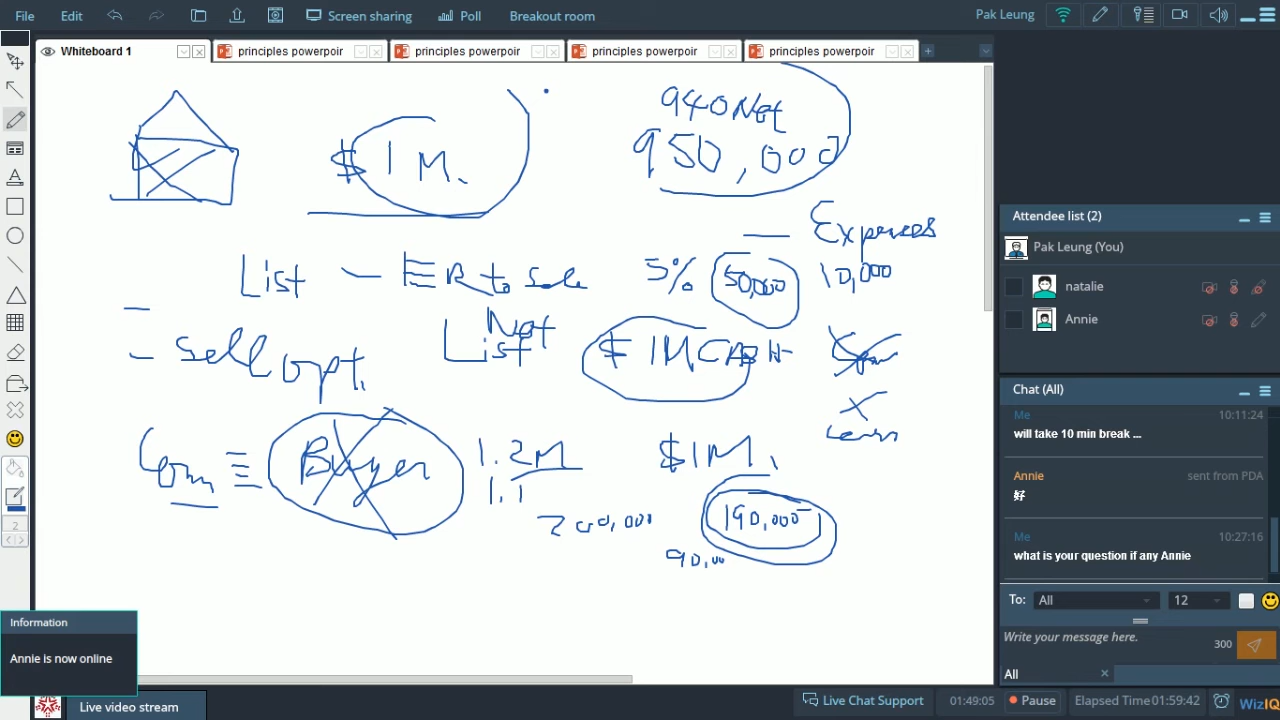 File Edit Screen sharing Poll Breakout room Pak Leung
Whiteboard 1 principles powerpoir principles powerpoir principles powerpoir principles powerpoir
940 Net
$1M. 950,000
Expenses
List to sell 5% 50,000 10,000
Not
Sell opt. List $1M CASH
Com Buyer 1.2M $1M.
1.1
200,000 190,000
90,00
Attendee list (2)
Pak Leung (You)
natalie
Annie
Chat (All)
Me 10:11:24
will take 10 min break ...
Annie sent from PDA
好
Me 10:27:16
what is your question if any Annie
To: All 12
Write your message here. 300
All
Information
Annie is now online
2
Live video stream
Live Chat Support 01:49:05 Pause Elapsed Time 01:59:42 WizIQ